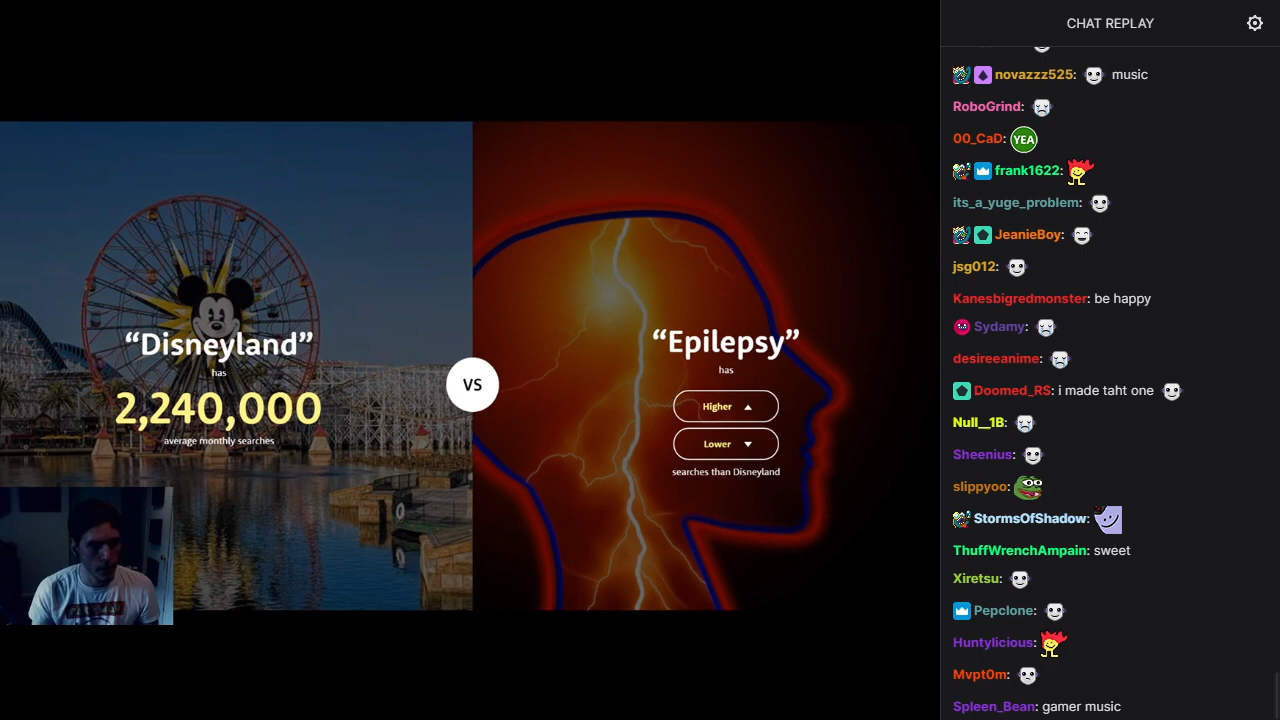 “Disneyland”
has
2,240,000
average monthly searches
VS
“Epilepsy”
has
Higher
Lower
searches than Disneyland
CHAT REPLAY
novazzz525: music
RoboGrind:
00_CaD: YEA
frank1622:
its_a_yuge_problem:
JeanieBoy:
jsg012:
Kanesbigredmonster: be happy
Sydamy:
desireeanime:
Doomed_RS: i made taht one
Null__1B:
Sheenius:
slippyoo:
StormsOfShadow:
ThuffWrenchAmpain: sweet
Xiretsu:
Pepclone:
Huntylicious:
Mvpt0m:
Spleen_Bean: gamer music